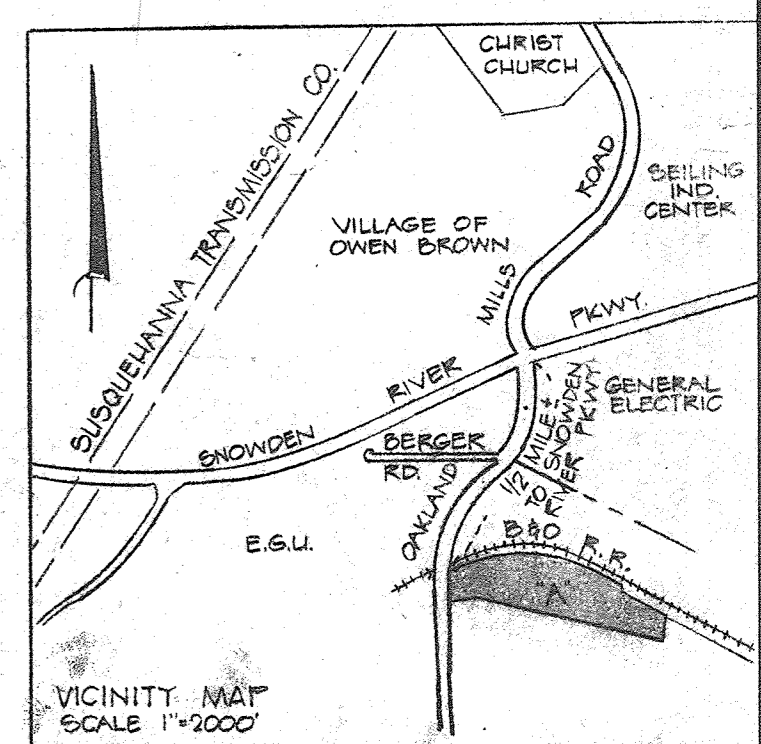 CHRIST
CHURCH
SUSQUEHANNA TRANSMISSION CO.
ROAD
SEILING
IND.
CENTER
VILLAGE OF
OWEN BROWN
MILLS
PKWY.
RIVER
SNOWDEN
GENERAL
ELECTRIC
BERGER
RD.
OAKLAND
1/2 MILE ±
TO SNOWDEN
RIVER PKWY
E.G.U.
B&O R.R.
"A"
VICINITY MAP
SCALE 1"=2000'